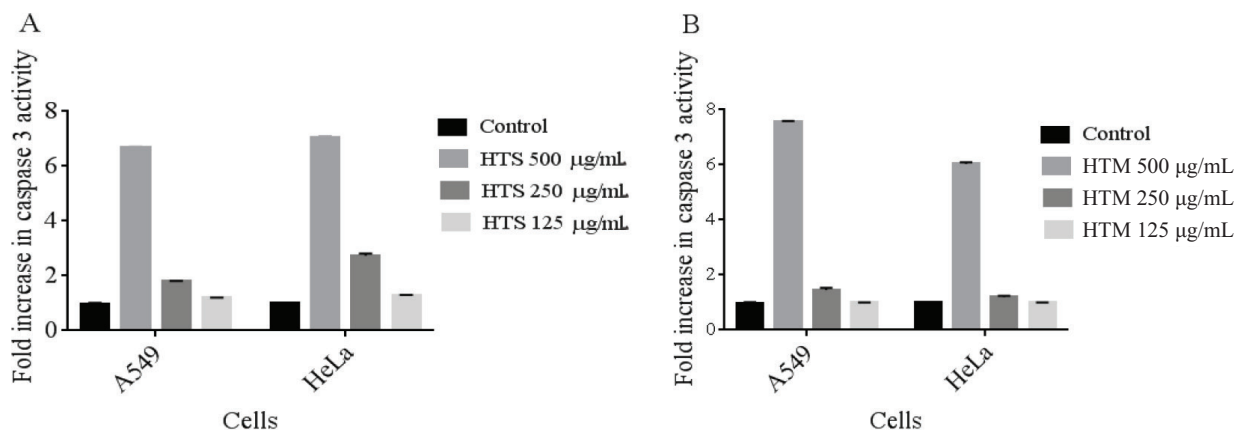 A
Fold increase in caspase 3 activity
8
6
4
2
0
A549
HeLa
Cells
Control
HTS 500 µg/mL
HTS 250 µg/mL
HTS 125 µg/mL
B
Fold increase in caspase 3 activity
8
6
4
2
0
A549
HeLa
Cells
Control
HTM 500 µg/mL
HTM 250 µg/mL
HTM 125 µg/mL